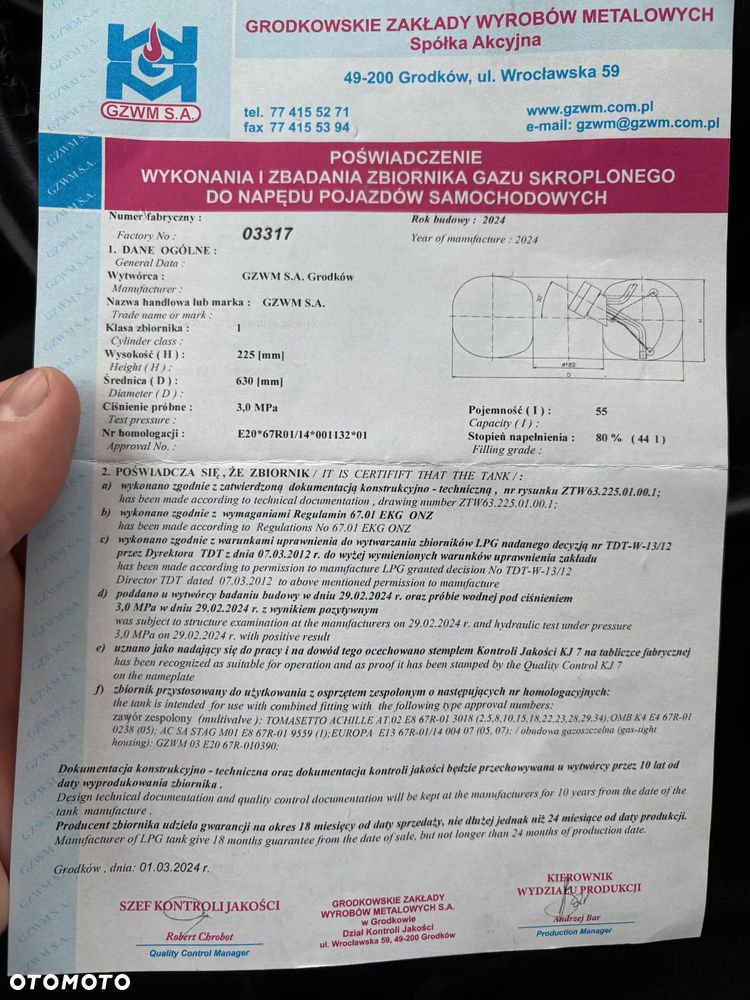 GRODKOWSKIE ZAKŁADY WYROBÓW METALOWYCH
Spółka Akcyjna
GZWM S.A.
49-200 Grodków, ul. Wrocławska 59
tel. 77 415 52 71
fax 77 415 53 94
www.gzwm.com.pl
e-mail: gzwm@gzwm.com.pl
POŚWIADCZENIE
WYKONANIA I ZBADANIA ZBIORNIKA GAZU SKROPLONEGO
DO NAPĘDU POJAZDÓW SAMOCHODOWYCH
Numer fabryczny :
Factory No : 03317
Rok budowy : 2024
Year of manufacture : 2024
1. DANE OGÓLNE :
General Data :
Wytwórca : GZWM S.A. Grodków
Manufacturer :
Nazwa handlowa lub marka : GZWM S.A.
Trade name or mark :
Klasa zbiornika : 1
Cylinder class :
Wysokość ( H ) : 225 [mm]
Height ( H ) :
Średnica ( D ) : 630 [mm]
Diameter ( D ) :
Ciśnienie próbne : 3,0 MPa
Test pressure :
Nr homologacji : E20*67R01/14*001132*01
Approval No. :
30°
H
ø182
D
Pojemność ( l ) : 55
Capacity ( l ) :
Stopień napełnienia : 80 % ( 44 l )
Filling grade :
2. POŚWIADCZA SIĘ , ŻE ZBIORNIK / IT IS CERTIFIFT THAT THE TANK / :
a) wykonano zgodnie z zatwierdzoną dokumentacją konstrukcyjno - techniczną , nr rysunku ZTW63.225.01.00.1;
has been made according to technical documentation , drawing number ZTW63.225.01.00.1;
b) wykonano zgodnie z wymaganiami Regulamin 67.01 EKG ONZ
has been made according to Regulations No 67.01 EKG ONZ
c) wykonano zgodnie z warunkami uprawnienia do wytwarzania zbiorników LPG nadanego decyzją nr TDT-W-13/12
przez Dyrektora TDT z dnia 07.03.2012 r. do wyżej wymienionych warunków uprawnienia zakładu
has been made according to permission to manufacture LPG granted decision No TDT-W-13/12
Director TDT dated 07.03.2012 to above mentioned permission to manufacture
d) poddano u wytwórcy badaniu budowy w dniu 29.02.2024 r. oraz próbie wodnej pod ciśnieniem
3,0 MPa w dniu 29.02.2024 r. z wynikiem pozytywnym
was subject to structure examination at the manufacturers on 29.02.2024 r. and hydraulic test under pressure
3,0 MPa on 29.02.2024 r. with positive result
e) uznano jako nadający się do pracy i na dowód tego ocechowano stemplem Kontroli Jakości KJ 7 na tabliczce fabrycznej
has been recognized as suitable for operation and as proof it has been stamped by the Quality Control KJ 7
on the nameplate
f) zbiornik przystosowany do użytkowania z osprzętem zespolonym o następujących nr homologacyjnych:
the tank is intended for use with combined fitting with the following type approval numbers:
zawór zespolony (multivalve ): TOMASETTO ACHILLE AT.02 E8 67R-01 3018 (2,5,8,10,15,18,22,23,28,29,34);OMB K4 E4 67R-01
0238 (05); AC SA STAG M01 E8 67R-01 9559 (1);EUROPA E13 67R-01/14 004 07 (05, 07); / obudowa gazoszczelna (gas-tight
housing): GZWM 03 E20 67R-010390;
Dokumentacja konstrukcyjno - techniczna oraz dokumentacja kontroli jakości będzie przechowywana u wytwórcy przez 10 lat od
daty wyprodukowania zbiornika .
Design technical documentation and quality control documentation will be kept at the manufacturers for 10 years from the date of the
tank manufacture .
Producent zbiornika udziela gwarancji na okres 18 miesięcy od daty sprzedaży, nie dłużej jednak niż 24 miesiące od daty produkcji.
Manufacturer of LPG tank give 18 months guarantee from the date of sale, but not longer than 24 months of production date.
Grodków , dnia: 01.03.2024 r.
SZEF KONTROLI JAKOŚCI
Robert Chrobot
Quality Control Manager
GRODKOWSKIE ZAKŁADY
WYROBÓW METALOWYCH S.A.
w Grodkowie
Dział Kontroli Jakości
ul. Wrocławska 59, 49-200 Grodków
KIEROWNIK
WYDZIAŁU PRODUKCJI
Andrzej Bar
Production Manager
OTOMOTO